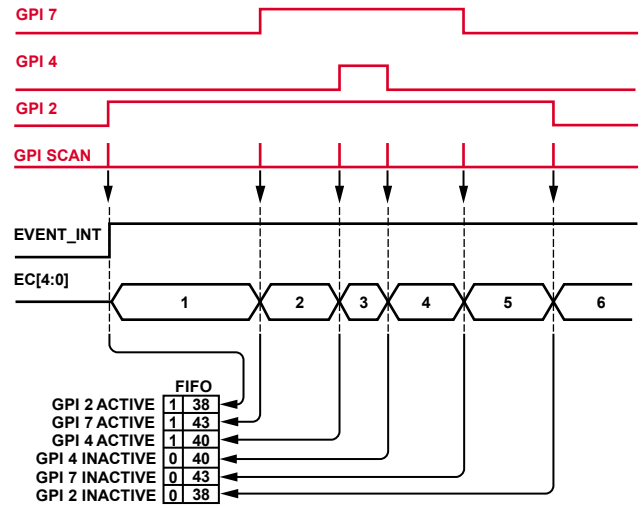 GPI 7
GPI 4
GPI 2
GPI SCAN
EVENT_INT
EC[4:0]
1 2 3 4 5 6
FIFO
GPI 2 ACTIVE 1 38
GPI 7 ACTIVE 1 43
GPI 4 ACTIVE 1 40
GPI 4 INACTIVE 0 40
GPI 7 INACTIVE 0 43
GPI 2 INACTIVE 0 38